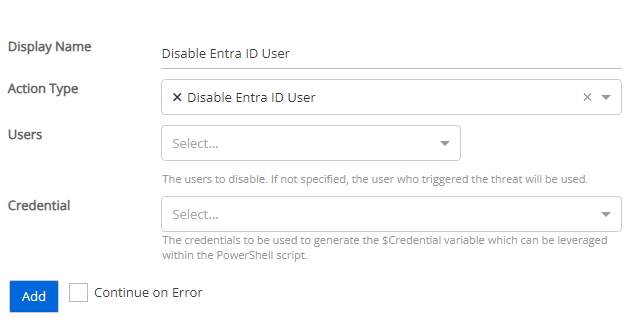 Display Name
Disable Entra ID User
Action Type
✕ Disable Entra ID User ✕
Users
Select...
The users to disable. If not specified, the user who triggered the threat will be used.
Credential
Select...
The credentials to be used to generate the $Credential variable which can be leveraged
within the PowerShell script.
Add
Continue on Error